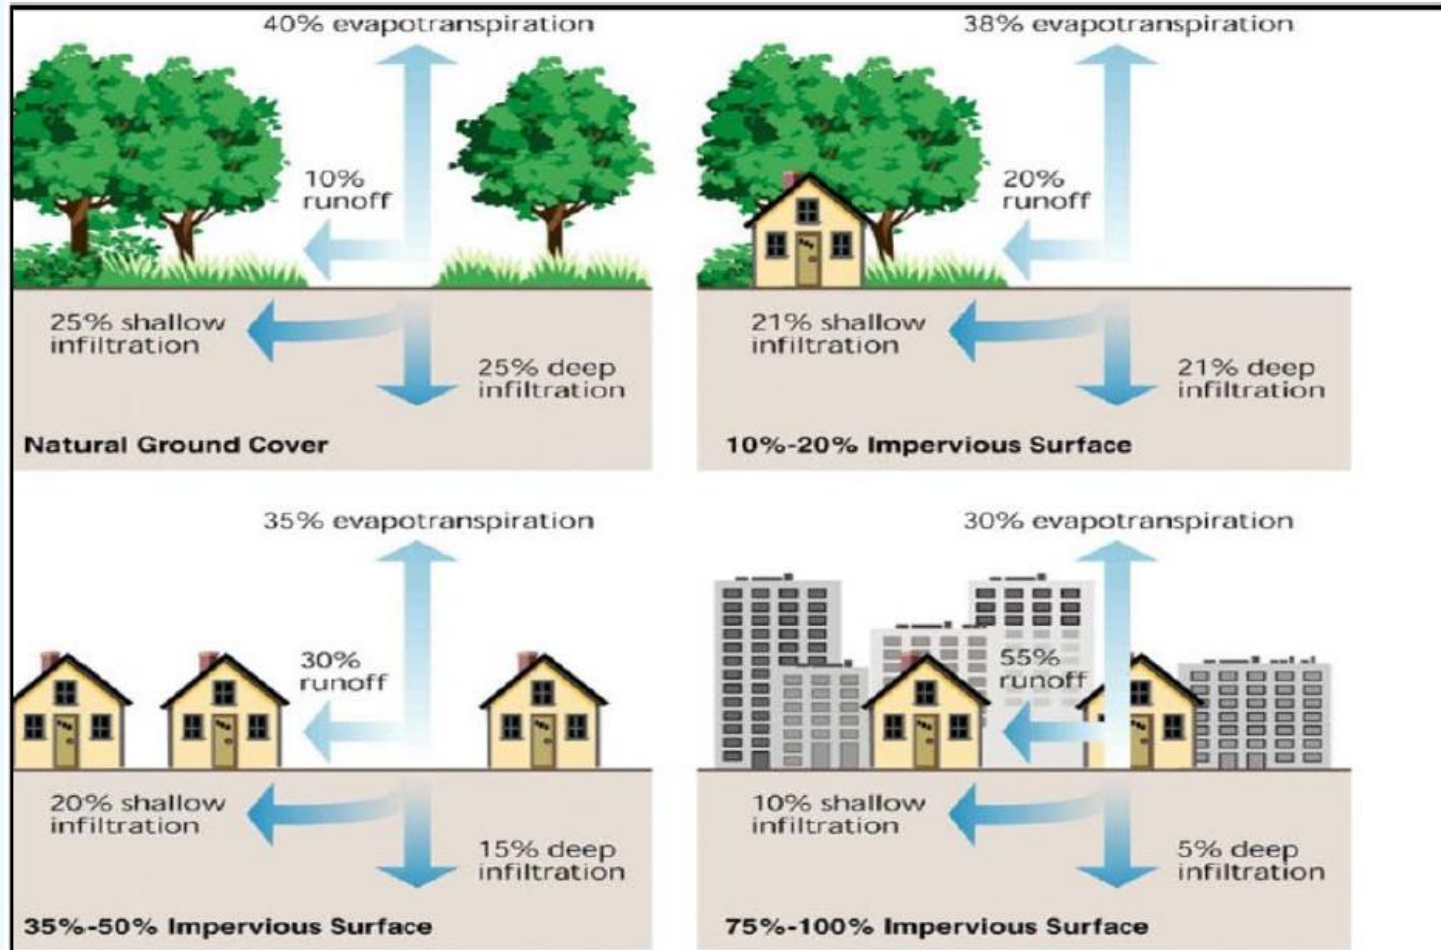 40% evapotranspiration
10%
runoff
25% shallow
infiltration
25% deep
infiltration
Natural Ground Cover
38% evapotranspiration
20%
runoff
21% shallow
infiltration
21% deep
infiltration
10%-20% Impervious Surface
35% evapotranspiration
30%
runoff
20% shallow
infiltration
15% deep
infiltration
35%-50% Impervious Surface
30% evapotranspiration
55%
runoff
10% shallow
infiltration
5% deep
infiltration
75%-100% Impervious Surface